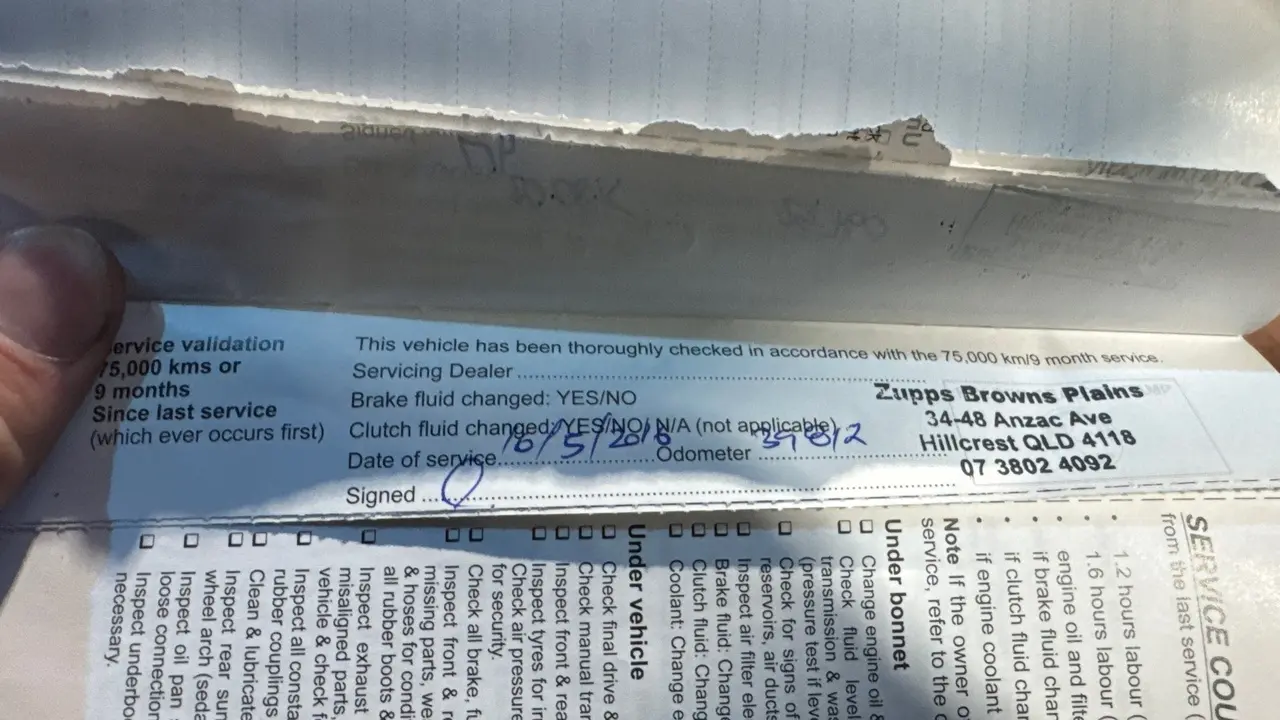 ervice validation
75,000 kms or
9 months
Since last service
(which ever occurs first)
This vehicle has been thoroughly checked in accordance with the 75,000 km/9 month service.
Servicing Dealer
Brake fluid changed: YES/NO
Clutch fluid changed: YES/NO/ N/A (not applicable)
Date of service 16/5/2016 Odometer 39812
Signed
Zupps Browns Plains
34-48 Anzac Ave
Hillcrest QLD 4118
07 3802 4092
SERVICE COU
from the last service
• 1.2 hours labour (
• 1.6 hours labour
engine oil and filte
• if brake fluid chan
• if clutch fluid chan
• if engine coolant
Note If the owner o
service, refer to the
Under bonnet
☐ Change engine oil &
☐ Check fluid level
transmission & was
(pressure test if leve
☐ Check for signs of
reservoirs, air ducts
☐ Inspect air filter ele
☐ Brake fluid: Change
☐ Clutch fluid: Chang
☐ Coolant: Change e
Under vehicle
☐ Check final drive &
☐ Check manual tran
☐ Inspect front & rea
☐ Inspect tyres for in
Check air pressure
for security.
☐ Check all brake, fu
☐ Inspect front & r
missing parts, we
& hoses for condi
all rubber boots &
☐ Inspect exhaust
misaligned parts,
vehicle & check f
☐ Inspect all consta
rubber couplings
☐ Clean & lubricate
☐ Inspect rear sun
wheel arch (seda
☐ Inspect oil pan
loose connection
☐ Inspect underbo
necessary.